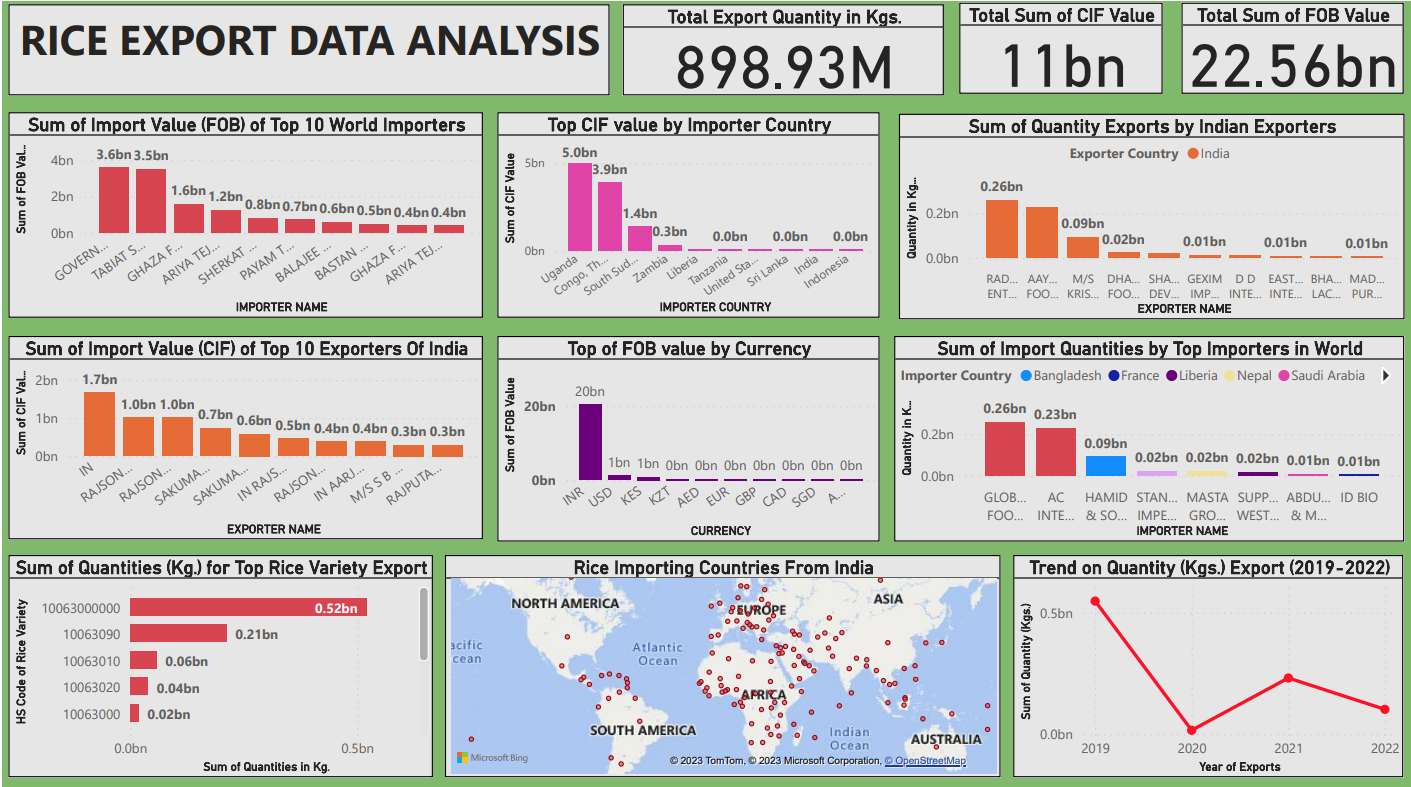 RICE EXPORT DATA ANALYSIS
Total Export Quantity in Kgs.
898.93M
Total Sum of CIF Value
11bn
Total Sum of FOB Value
22.56bn
Sum of Import Value (FOB) of Top 10 World Importers
Sum of FOB Val...
4bn
2bn
0bn
3.6bn 3.5bn 1.6bn 1.2bn 0.8bn 0.7bn 0.6bn 0.5bn 0.4bn 0.4bn
GOVERN... TABIAT S... GHAZA F... ARIYA TEJ... SHERKAT ... PAYAM T... BALAJEE ... BASTAN ... GHAZA F... ARIYA TEJ...
IMPORTER NAME
Top CIF value by Importer Country
Sum of CIF Value
5bn
0bn
5.0bn 3.9bn 1.4bn 0.3bn 0.0bn 0.0bn 0.0bn
Uganda Congo, Th... South Sud... Zambia Liberia Tanzania United Sta... Sri Lanka India Indonesia
IMPORTER COUNTRY
Sum of Quantity Exports by Indian Exporters
Exporter Country India
Quantity in Kg...
0.2bn
0.0bn
0.26bn 0.09bn 0.02bn 0.01bn 0.01bn 0.01bn
RAD... AAY... M/S DHA... SHA... GEXIM D D EAST... BHA... MAD...
ENT... FOO... KRIS... FOO... DEV... IMP... INTE... INTE... LAC... PUR...
EXPORTER NAME
Sum of Import Value (CIF) of Top 10 Exporters Of India
Sum of CIF Val...
2bn
1bn
0bn
1.7bn 1.0bn 1.0bn 0.7bn 0.6bn 0.5bn 0.4bn 0.4bn 0.3bn 0.3bn
IN RAJSON... RAJSON... SAKUMA... SAKUMA... IN RAJS... RAJSON... IN AARJ... M/S S B ... RAJPUTA...
EXPORTER NAME
Top of FOB value by Currency
Sum of FOB Value
20bn
0bn
20bn 1bn 1bn 0bn 0bn 0bn 0bn 0bn 0bn 0bn
INR USD KES KZT AED EUR GBP CAD SGD A...
CURRENCY
Sum of Import Quantities by Top Importers in World
Importer Country Bangladesh France Liberia Nepal Saudi Arabia
Quantity in K...
0.2bn
0.0bn
0.26bn 0.23bn 0.09bn 0.02bn 0.02bn 0.02bn 0.01bn 0.01bn
GLOB... AC HAMID STAN... MASTA SUPP... ABDU... ID BIO
FOO... INTE... & SO... IMPE... GRO... WEST... & M...
IMPORTER NAME
Sum of Quantities (Kg.) for Top Rice Variety Export
HS Code of Rice Variety
10063000000 0.52bn
10063090 0.21bn
10063010 0.06bn
10063020 0.04bn
10063000 0.02bn
0.0bn 0.5bn
Sum of Quantities in Kg.
Rice Importing Countries From India
NORTH AMERICA
EUROPE
ASIA
acific
cean
Atlantic
Ocean
AFRICA
SOUTH AMERICA
Indian
Ocean
AUSTRALIA
Microsoft Bing
© 2023 TomTom, © 2023 Microsoft Corporation, © OpenStreetMap
Trend on Quantity (Kgs.) Export (2019-2022)
Sum of Quantity (Kgs.)
0.5bn
0.0bn
2019 2020 2021 2022
Year of Exports